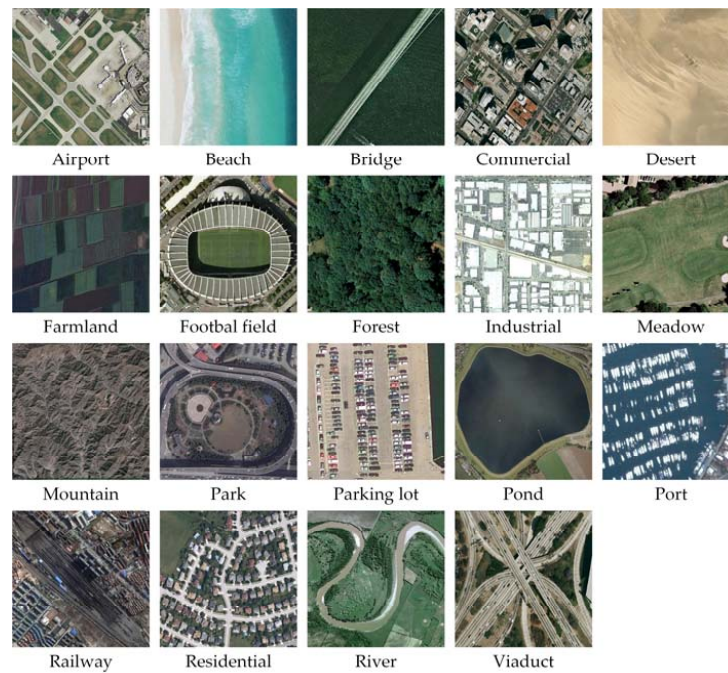 Airport Beach Bridge Commercial Desert
Farmland Footbal field Forest Industrial Meadow
Mountain Park Parking lot Pond Port
Railway Residential River Viaduct